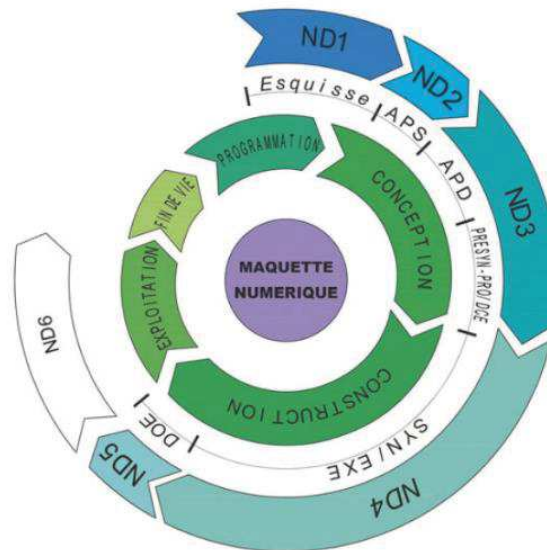 ND1
ND2
ND3
ND4
ND5
ND6
Esquisse
APS
APD
PRESYN-PRO/DCE
SYN/EXE
DOE
PROGRAMMATION
CONCEPTION
CONSTRUCTION
EXPLOITATION
FIN DE VIE
MAQUETTE
NUMERIQUE